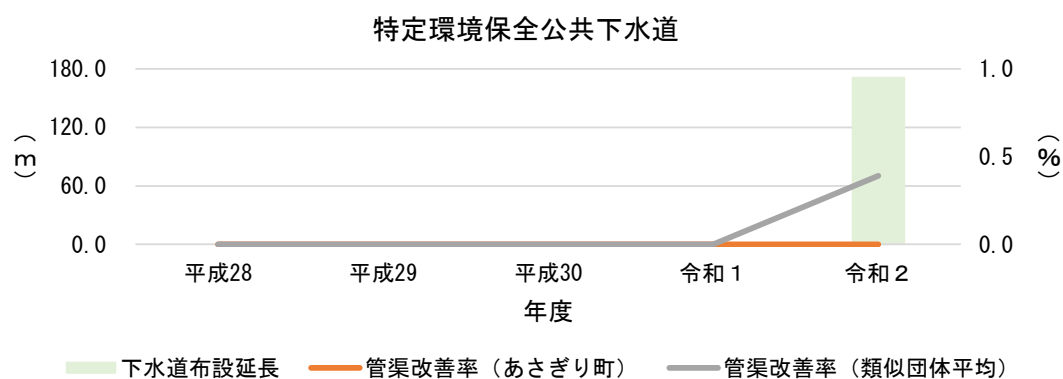 特定環境保全公共下水道
180.0
120.0
60.0
0.0
（m）
1.0
0.5
0.0
（%）
平成28 平成29 平成30 令和１ 令和２
年度
下水道布設延長 管渠改善率（あさぎり町） 管渠改善率（類似団体平均）